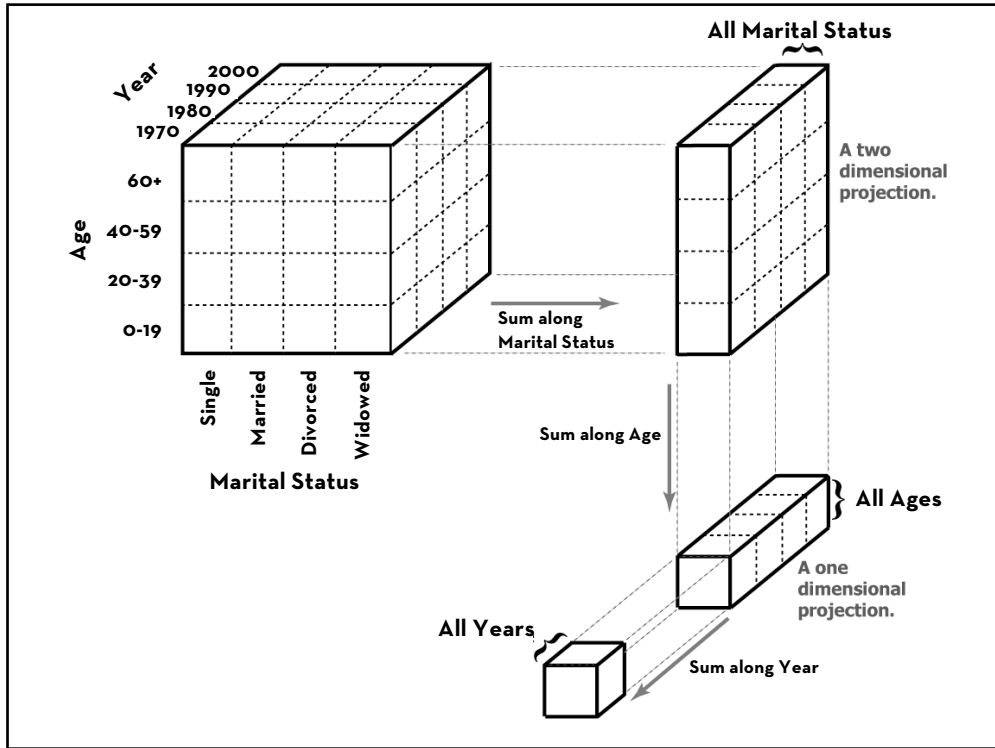 All Marital Status
Year
2000
1990
1980
1970
60+
40-59
20-39
0-19
Age
Single
Married
Divorced
Widowed
Marital Status
A two
dimensional
projection.
Sum along
Marital Status
Sum along Age
All Ages
A one
dimensional
projection.
All Years
Sum along Year